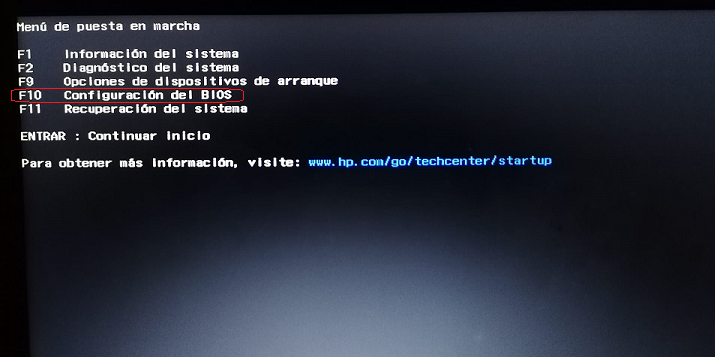 Menú de puesta en marcha
F1 Información del sistema
F2 Diagnóstico del sistema
F9 Opciones de dispositivos de arranque
F10 Configuración del BIOS
F11 Recuperación del sistema
ENTRAR : Continuar inicio
Para obtener más información, visite: www.hp.com/go/techcenter/startup